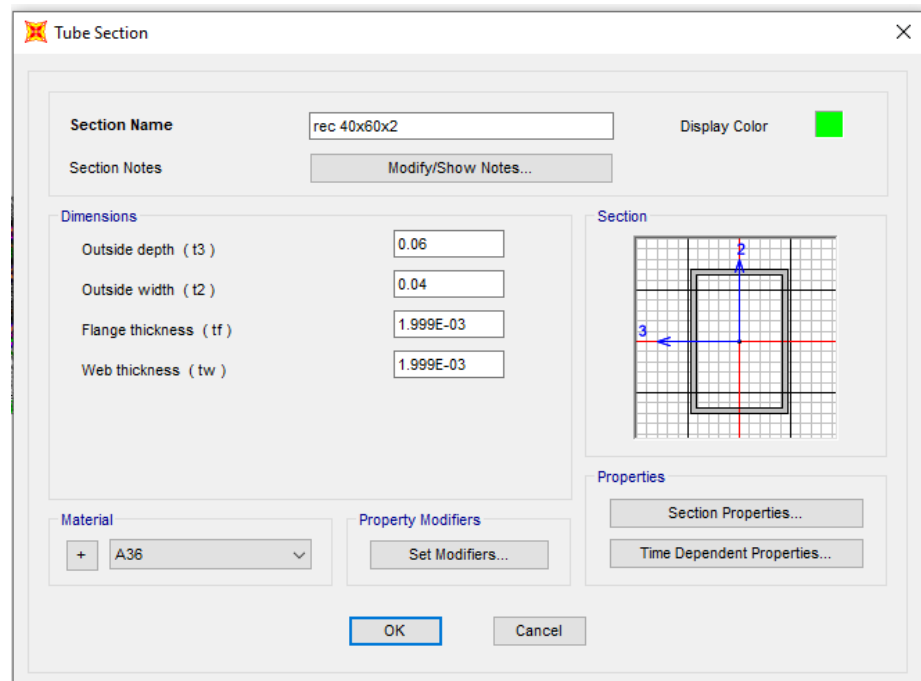 Tube Section
Section Name
rec 40x60x2
Display Color
Section Notes
Modify/Show Notes...
Dimensions
Outside depth ( t3 )
0.06
Outside width ( t2 )
0.04
Flange thickness ( tf )
1.999E-03
Web thickness ( tw )
1.999E-03
Section
2
3
Properties
Section Properties...
Time Dependent Properties...
Material
+
A36
Property Modifiers
Set Modifiers...
OK
Cancel